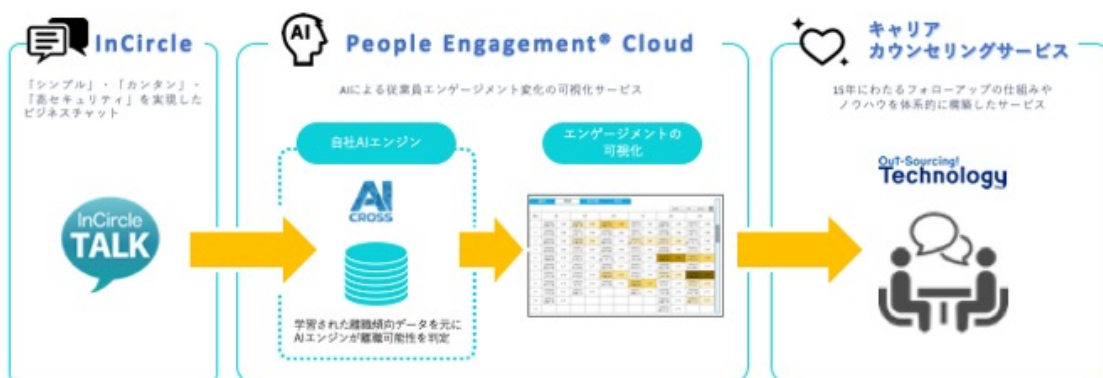 InCircle
「シンプル」・「カンタン」・
「高セキュリティ」を実現した
ビジネスチャット
InCircle
TALK
AI
People Engagement® Cloud
AIによる従業員エンゲージメント変化の可視化サービス
自社AIエンジン
AI
CROSS
学習された離職傾向データを元に
AIエンジンが離職可能性を判定
エンゲージメントの
可視化
キャリア
カウンセリングサービス
15年にわたるフォローアップの仕組みや
ノウハウを体系的に構築したサービス
Out-Sourcing!
Technology